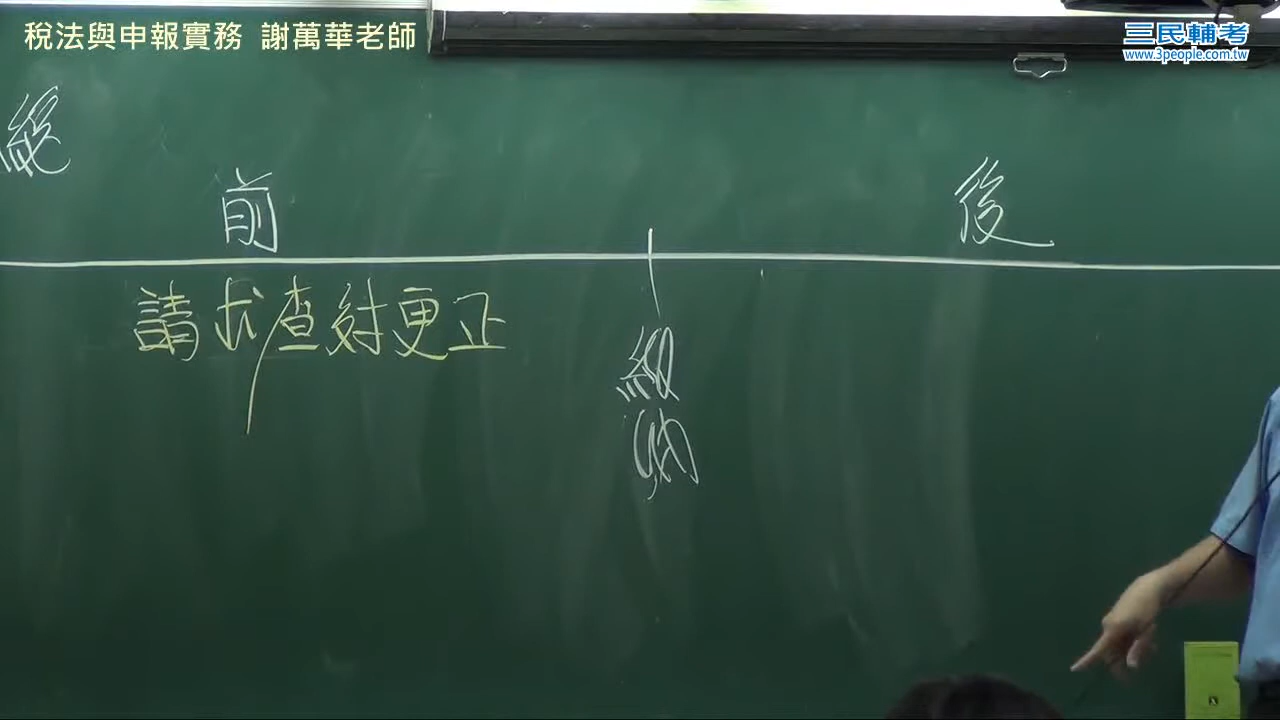 稅法與申報實務 謝萬華老師
三民輔考
www.3people.com.tw
前
後
請求查對更正
繳
納